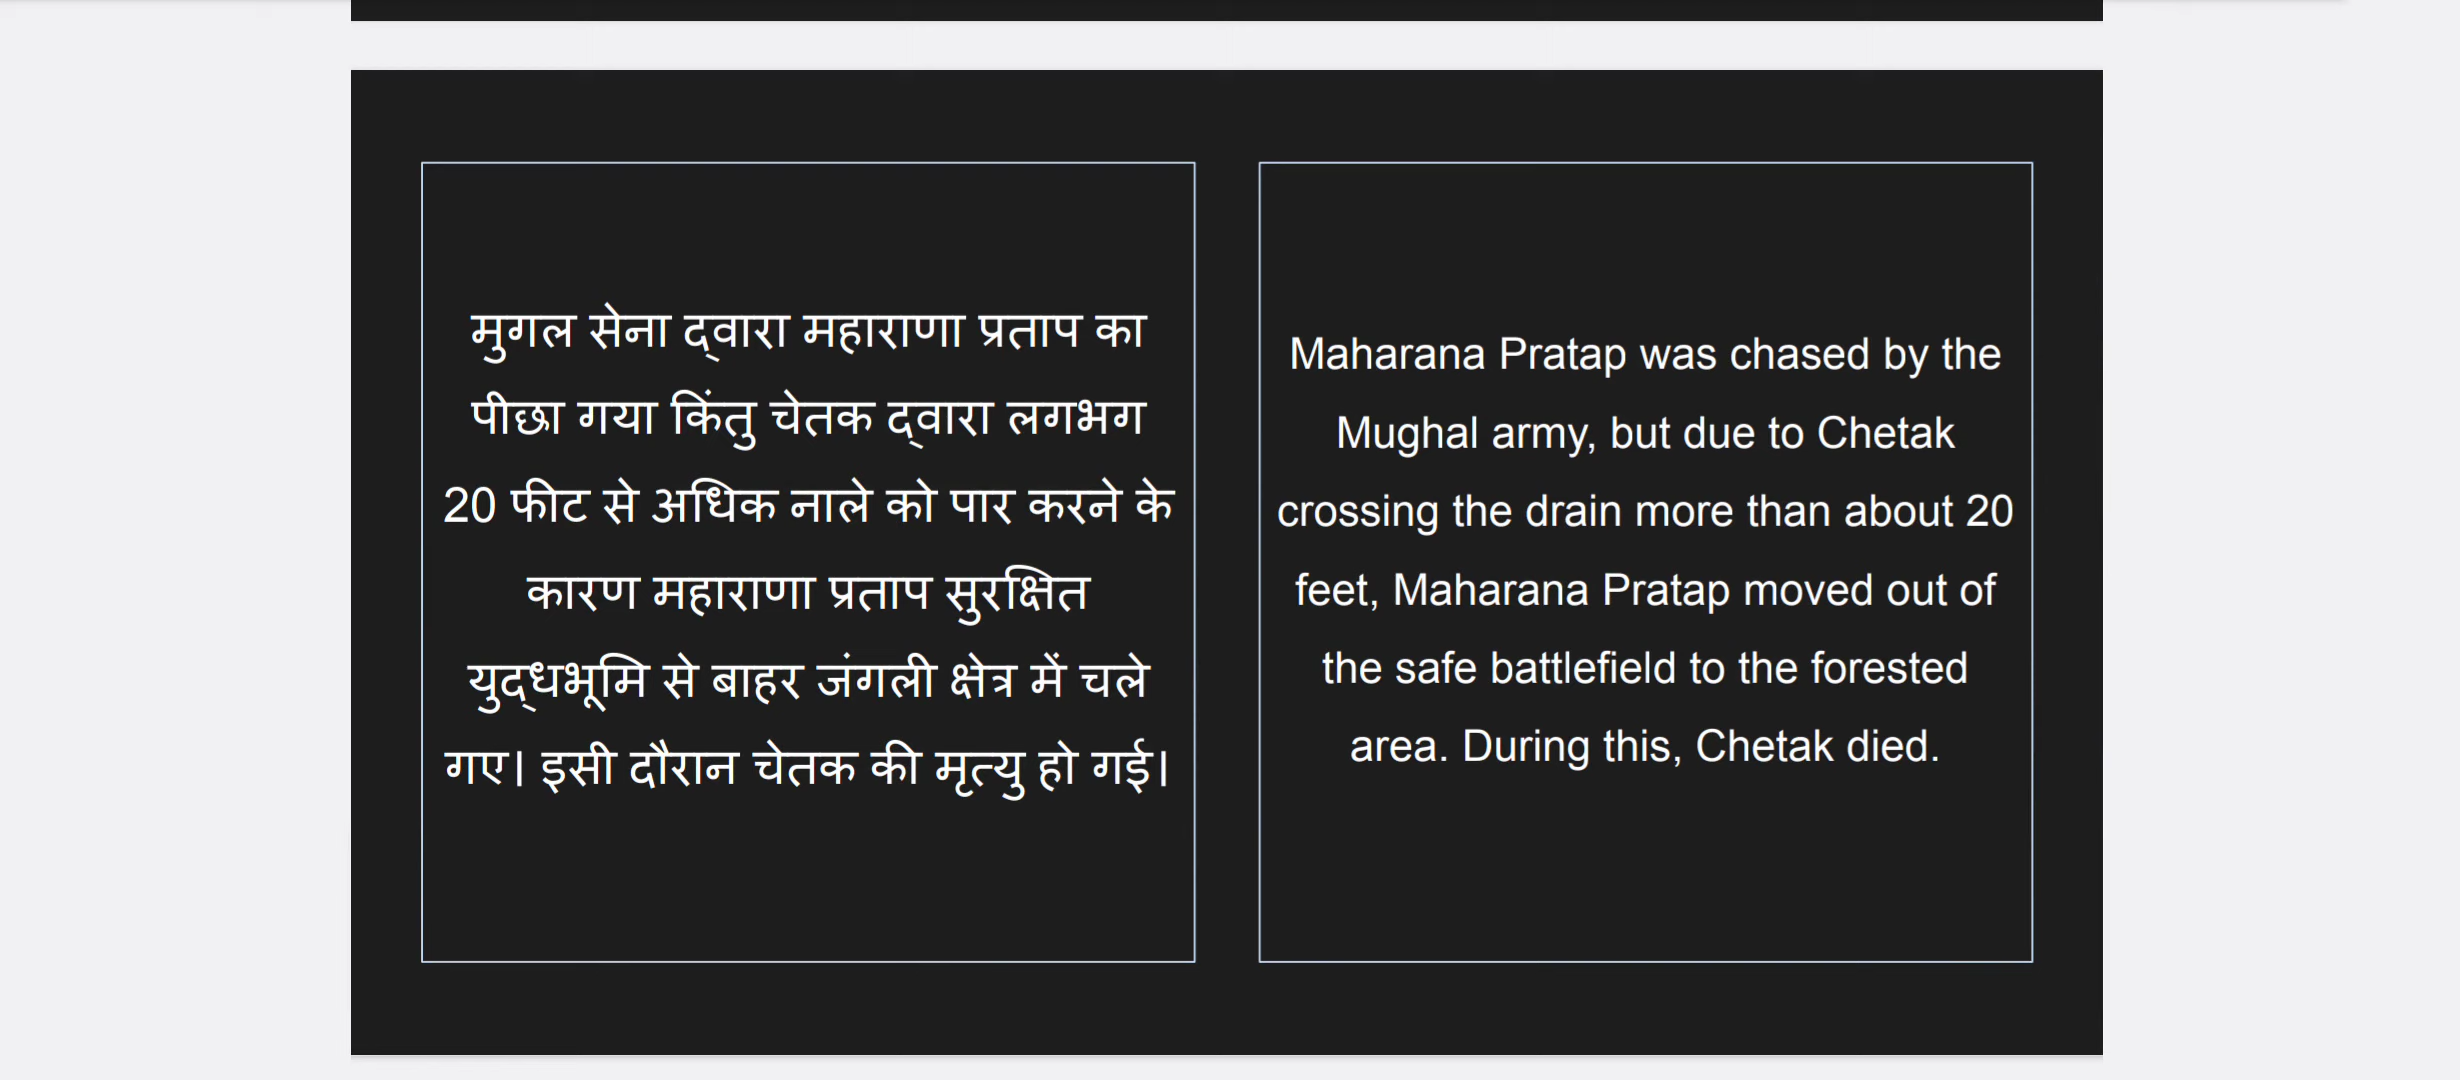 मुगल सेना द्वारा महाराणा प्रताप का
पीछा गया किंतु चेतक द्वारा लगभग
20 फीट से अधिक नाले को पार करने के
कारण महाराणा प्रताप सुरक्षित
युद्धभूमि से बाहर जंगली क्षेत्र में चले
गए। इसी दौरान चेतक की मृत्यु हो गई।
Maharana Pratap was chased by the
Mughal army, but due to Chetak
crossing the drain more than about 20
feet, Maharana Pratap moved out of
the safe battlefield to the forested
area. During this, Chetak died.